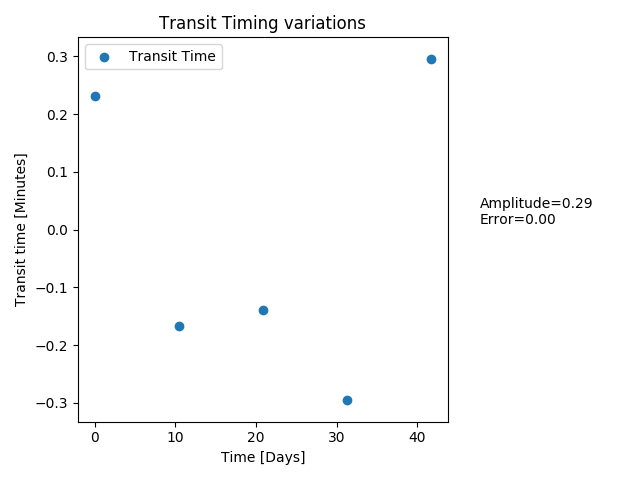 Transit Timing variations
Transit Time
0.3
0.2
0.1
0.0
−0.1
−0.2
−0.3
Transit time [Minutes]
0
10
20
30
40
Time [Days]
Amplitude=0.29
Error=0.00